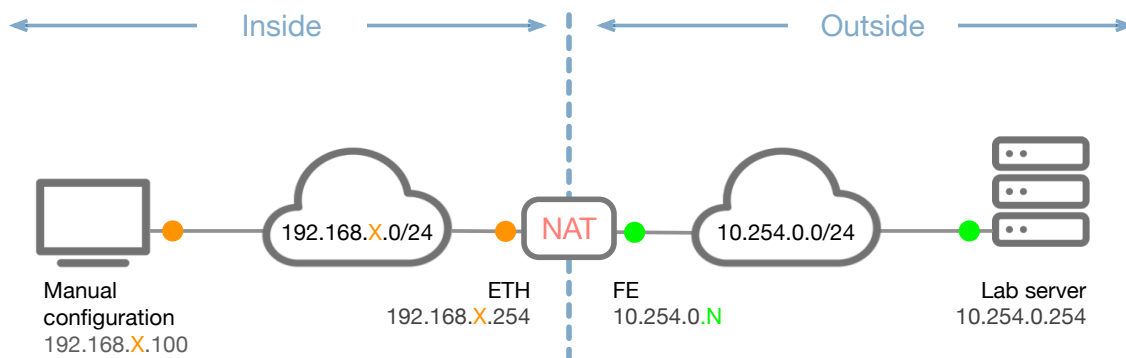 Inside
Outside
192.168.X.0/24
NAT
10.254.0.0/24
Manual
configuration
192.168.X.100
ETH
192.168.X.254
FE
10.254.0.N
Lab server
10.254.0.254